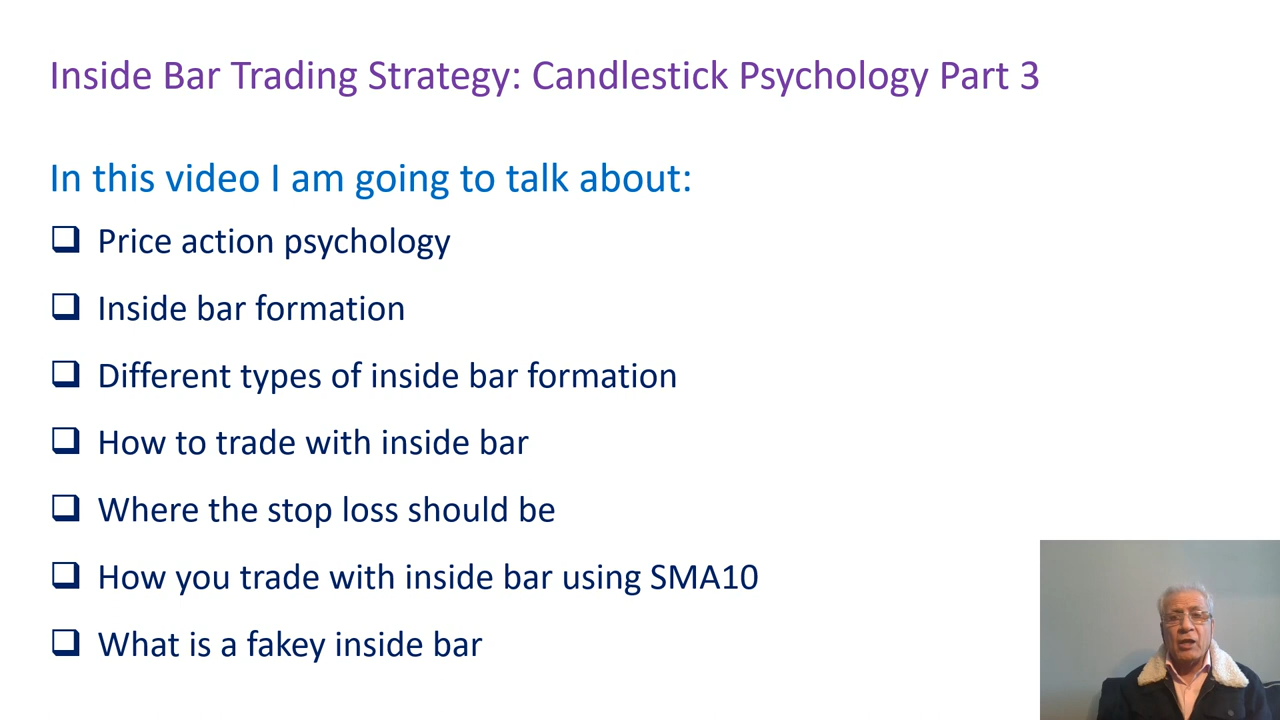 Inside Bar Trading Strategy: Candlestick Psychology Part 3
In this video I am going to talk about:
Price action psychology
Inside bar formation
Different types of inside bar formation
How to trade with inside bar
Where the stop loss should be
How you trade with inside bar using SMA10
What is a fakey inside bar